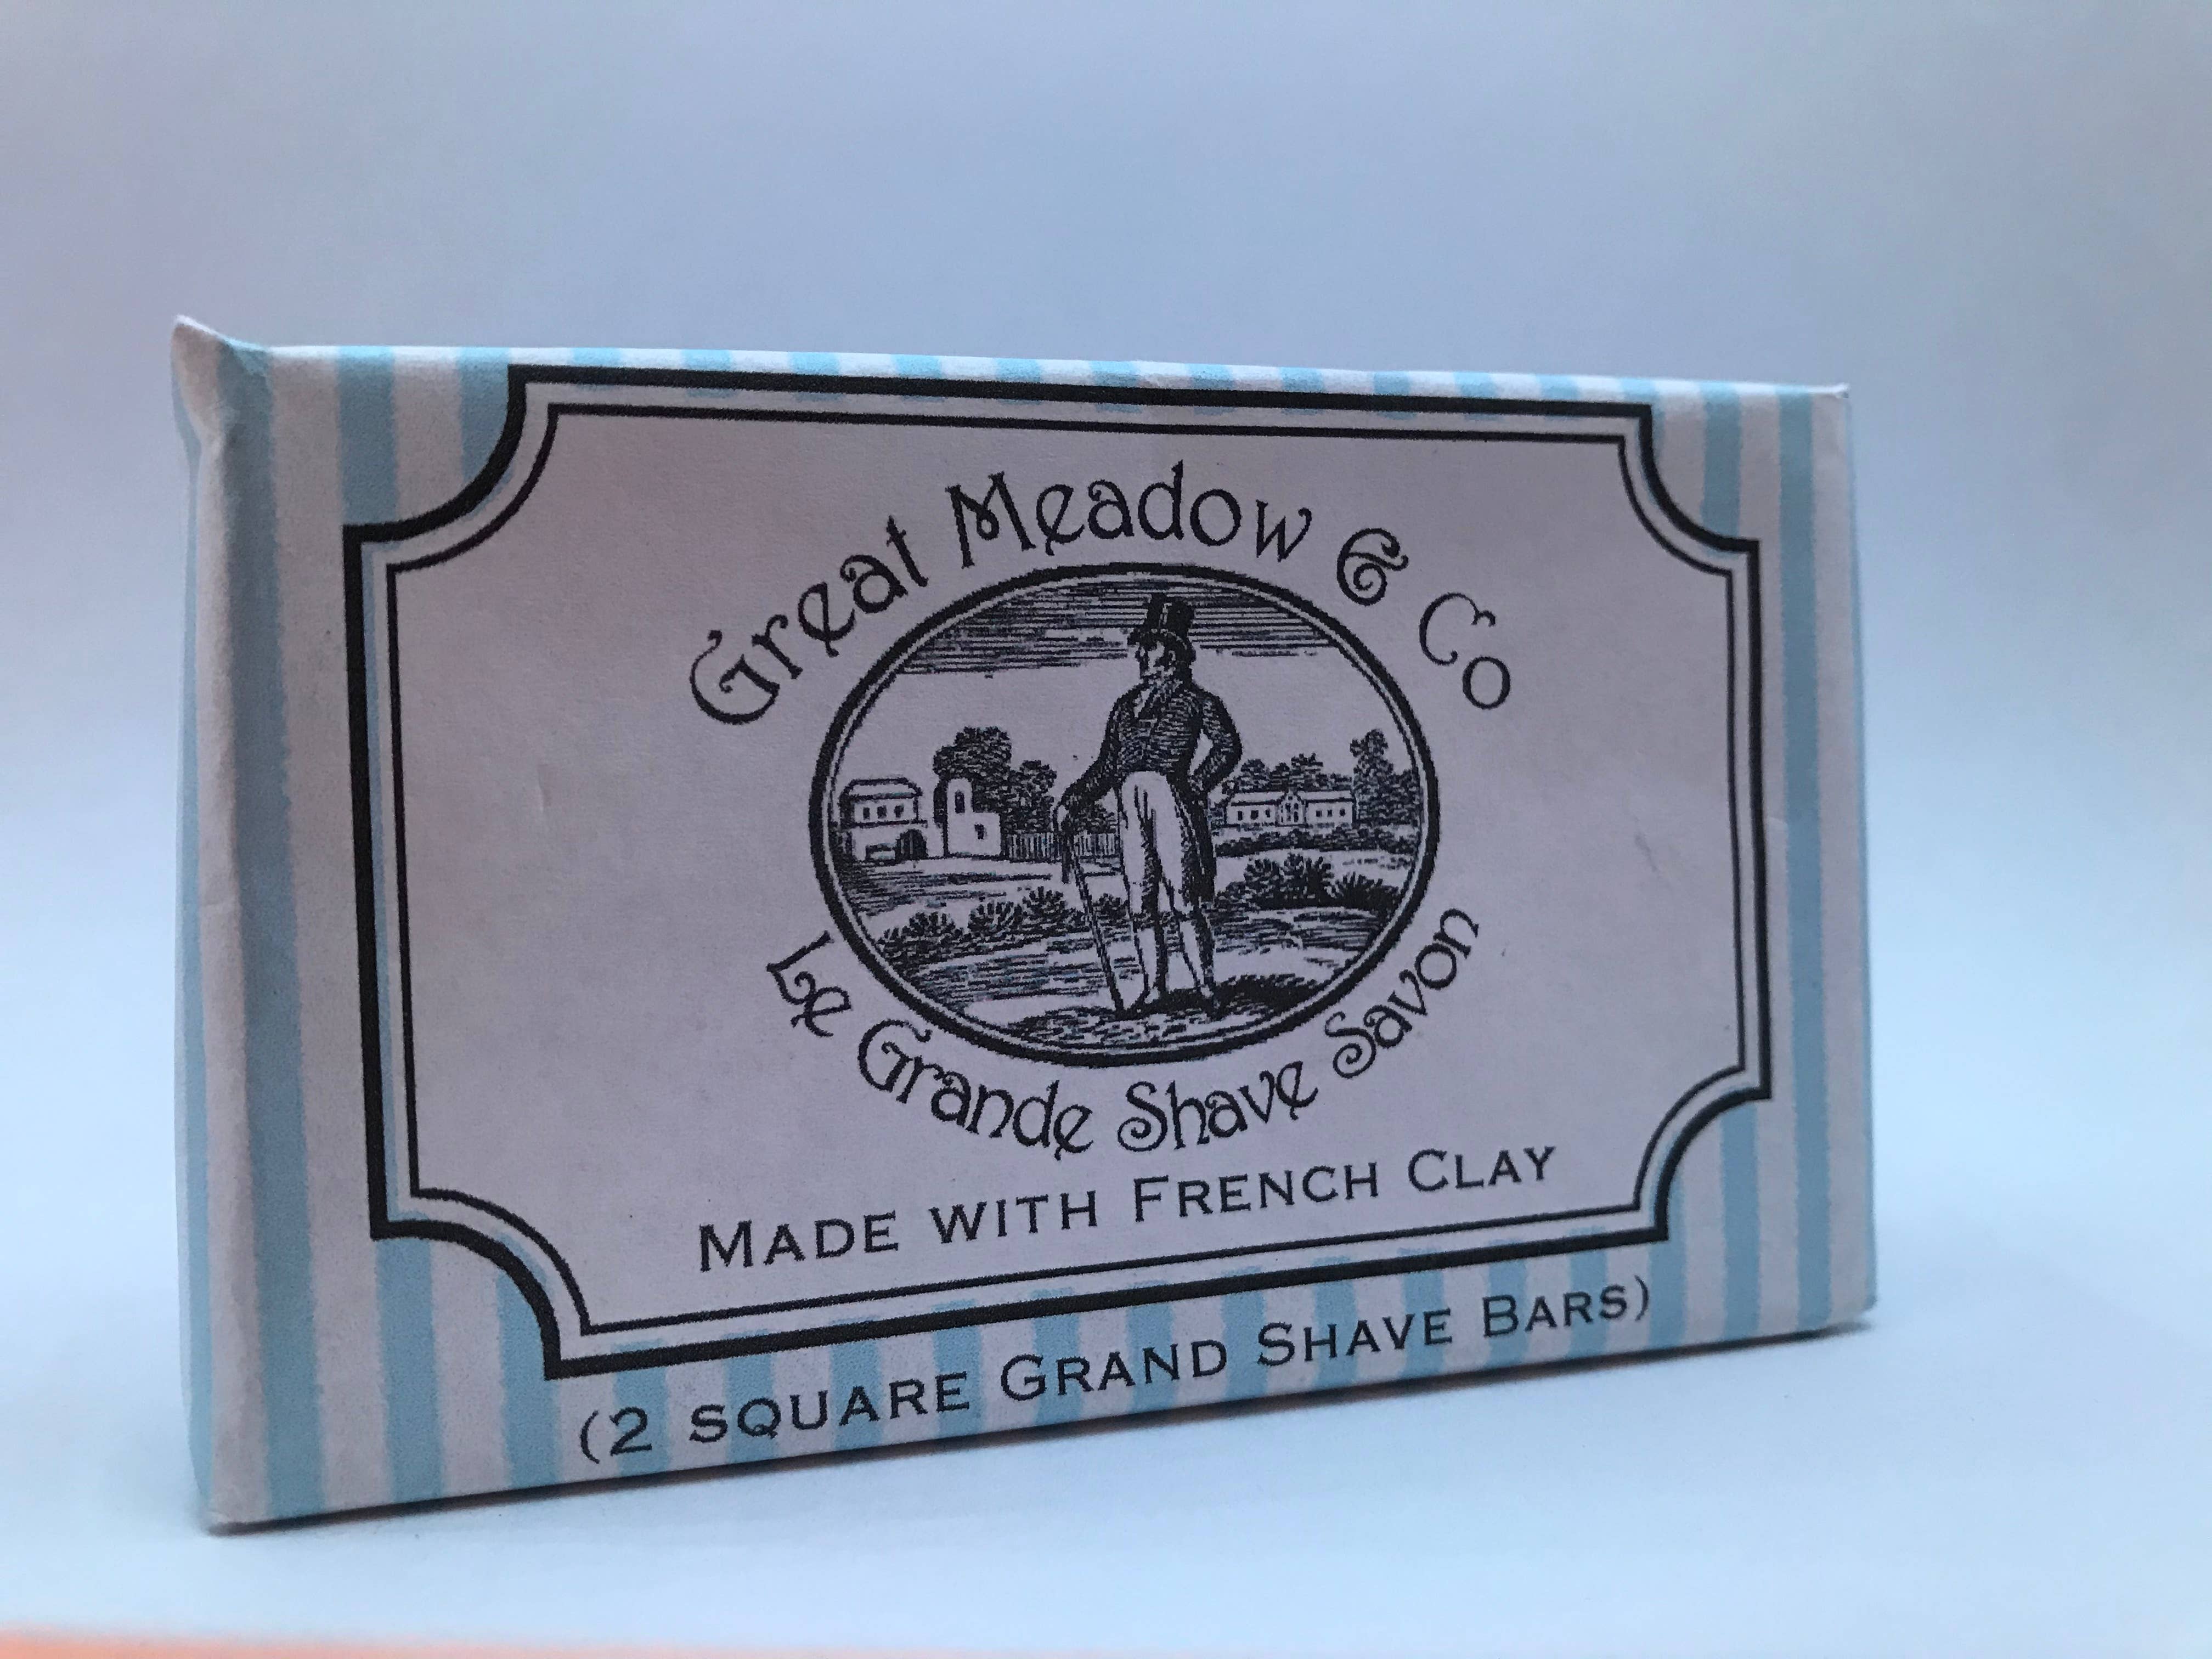 Great Meadow & Co
Le Grande Shave Savon
MADE WITH FRENCH CLAY
(2 SQUARE GRAND SHAVE BARS)